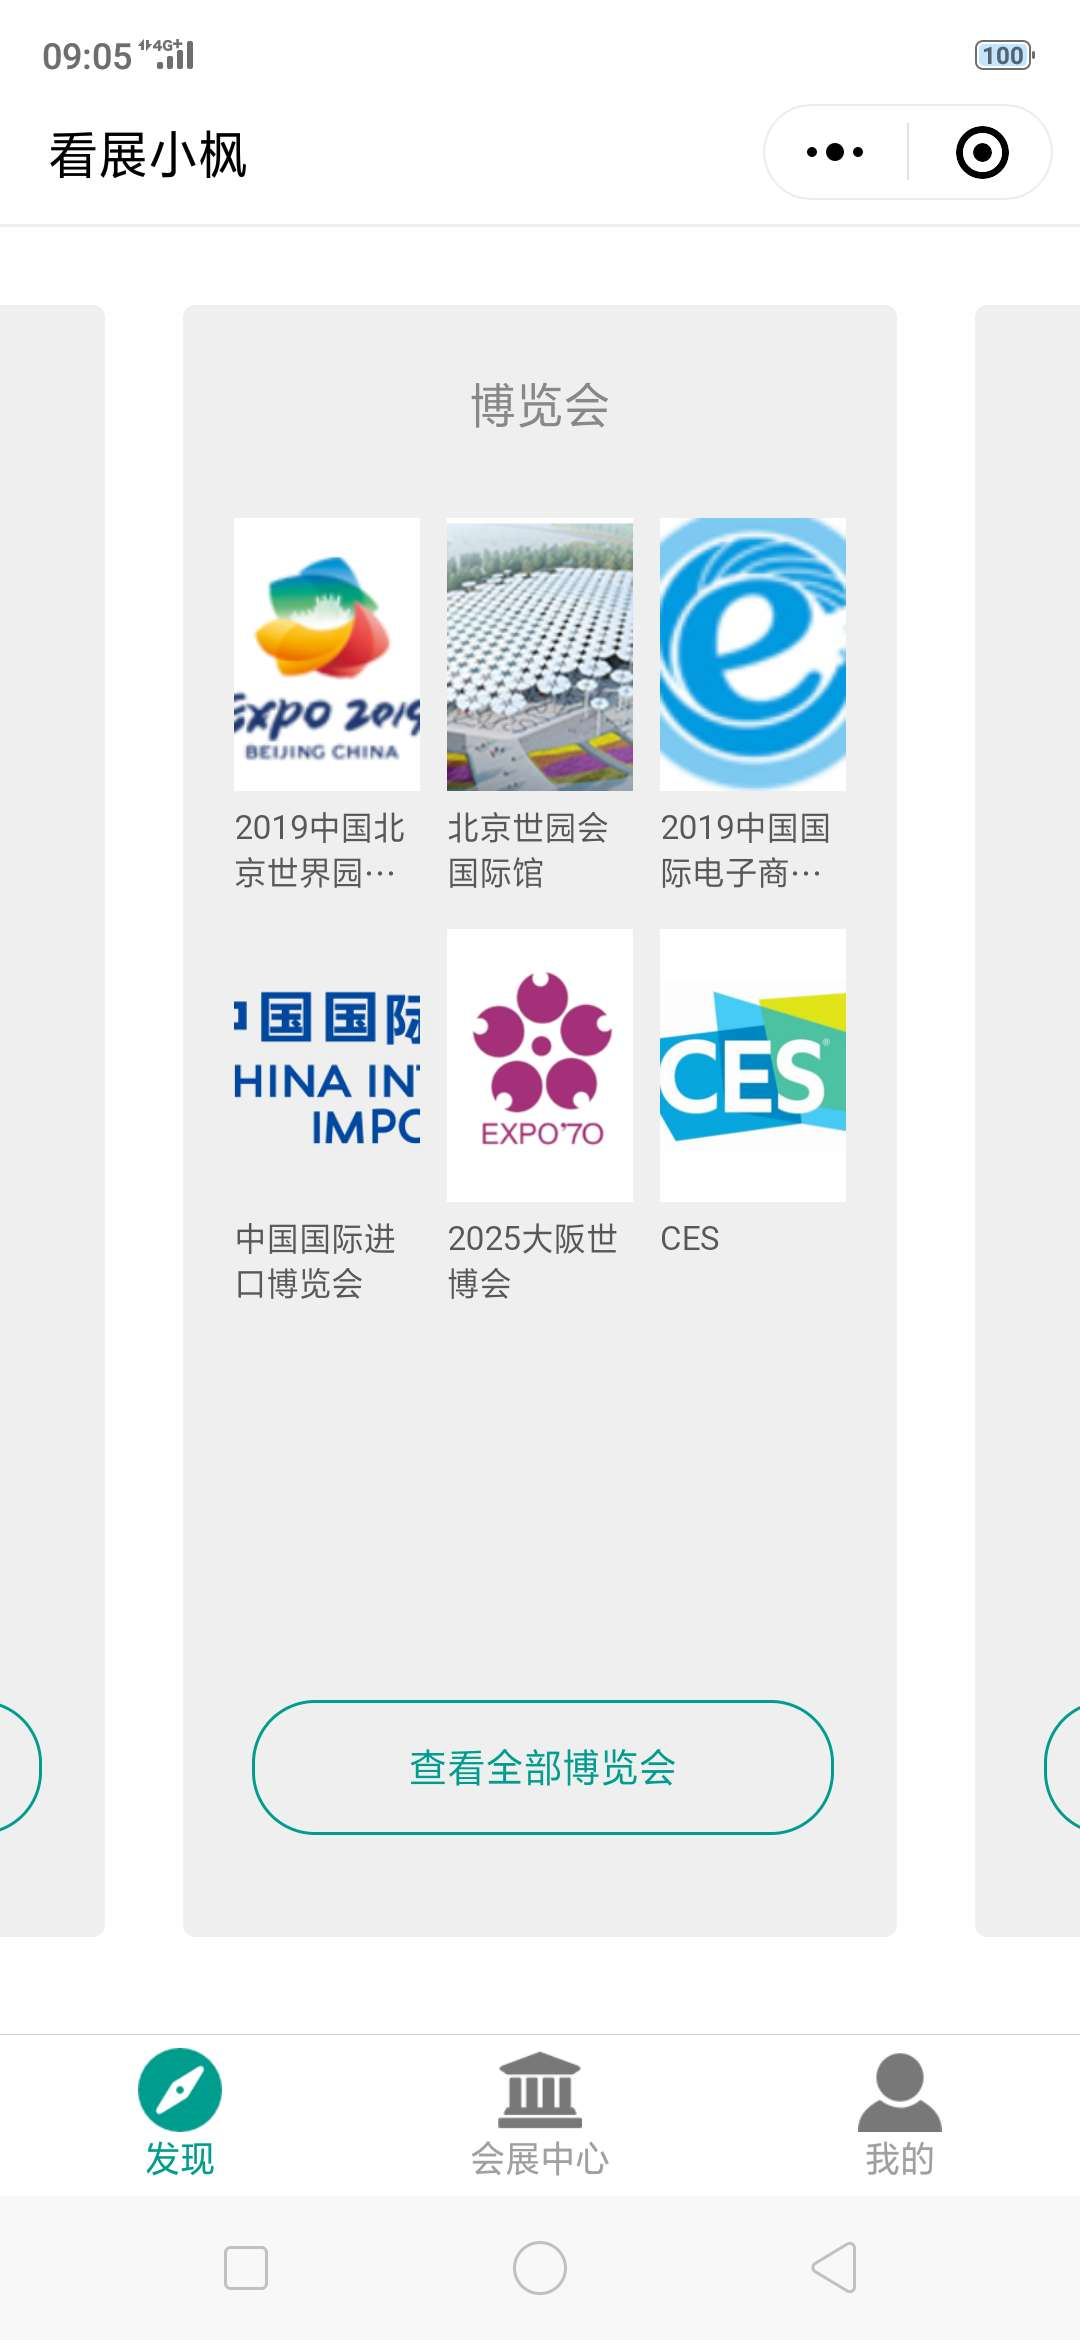 09:05 4G+ 100
看展小枫
博览会
EXPO 2019
BEIJING CHINA
2019中国北
京世界园…
北京世园会
国际馆
e
2019中国国
际电子商…
中国国际
HINA INT
IMPO
中国国际进
口博览会
EXPO'70
2025大阪世
博会
CES®
CES
查看全部博览会
发现
会展中心
我的